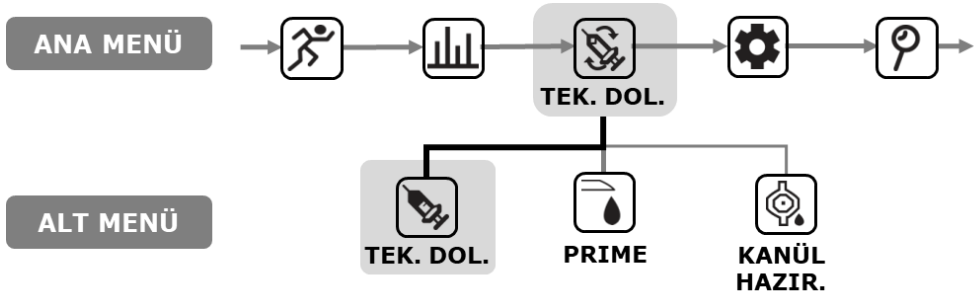 ANA MENÜ
TEK. DOL.
ALT MENÜ
TEK. DOL.
PRIME
KANÜL
HAZIR.